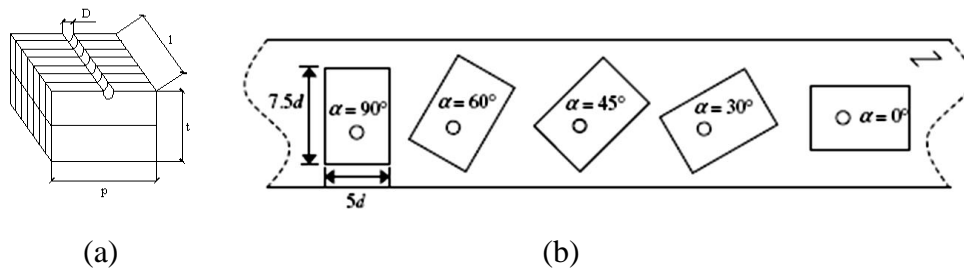 D
l
t
p
7.5d
5d
α = 90°
α = 60°
α = 45°
α = 30°
α = 0°
(a)
(b)